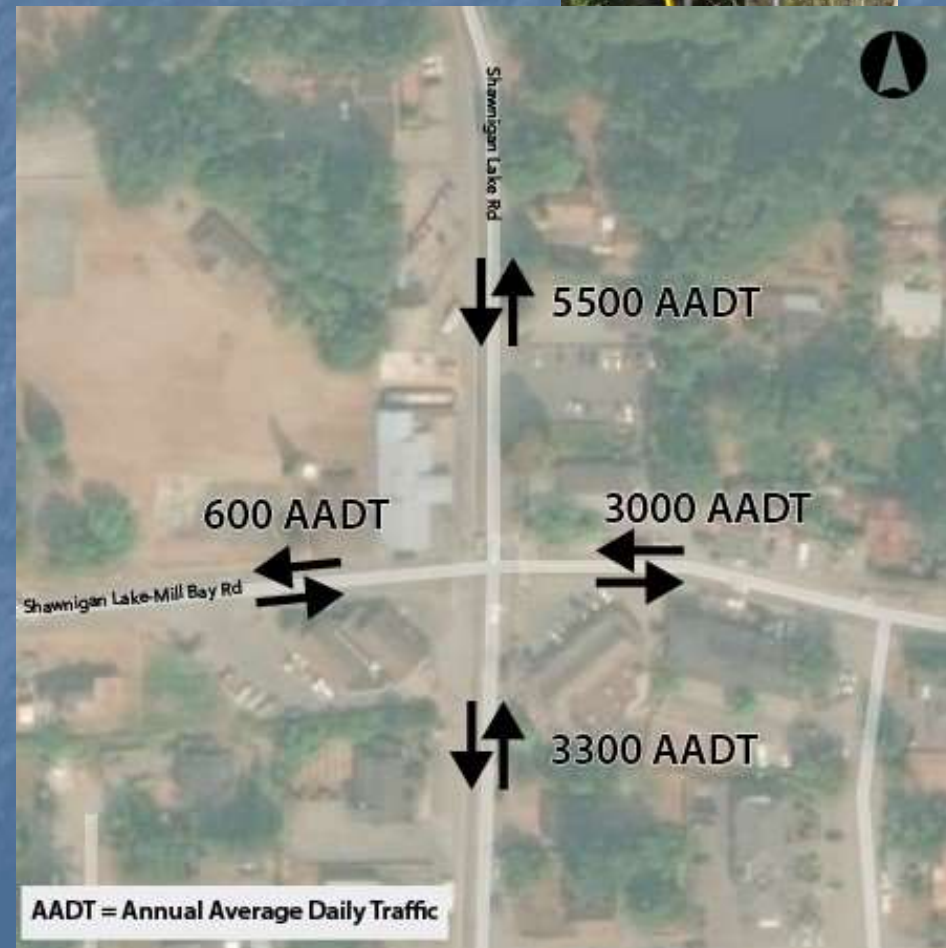 Shawnigan Lake Rd
5500 AADT
600 AADT
3000 AADT
Shawnigan Lake-Mill Bay Rd
3300 AADT
AADT = Annual Average Daily Traffic